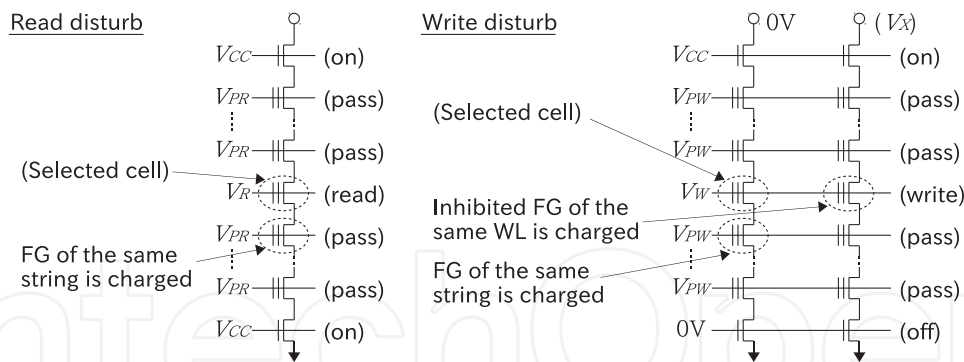 Read disturb
VCC (on)
VPR (pass)
VPR (pass)
(Selected cell)
VR (read)
VPR (pass)
FG of the same
string is charged
VPR (pass)
VCC (on)
Write disturb
0V (VX)
VCC (on)
VPW (pass)
(Selected cell)
VPW (pass)
VW (write)
Inhibited FG of the
same WL is charged
VPW (pass)
FG of the same
string is charged
VPW (pass)
0V (off)